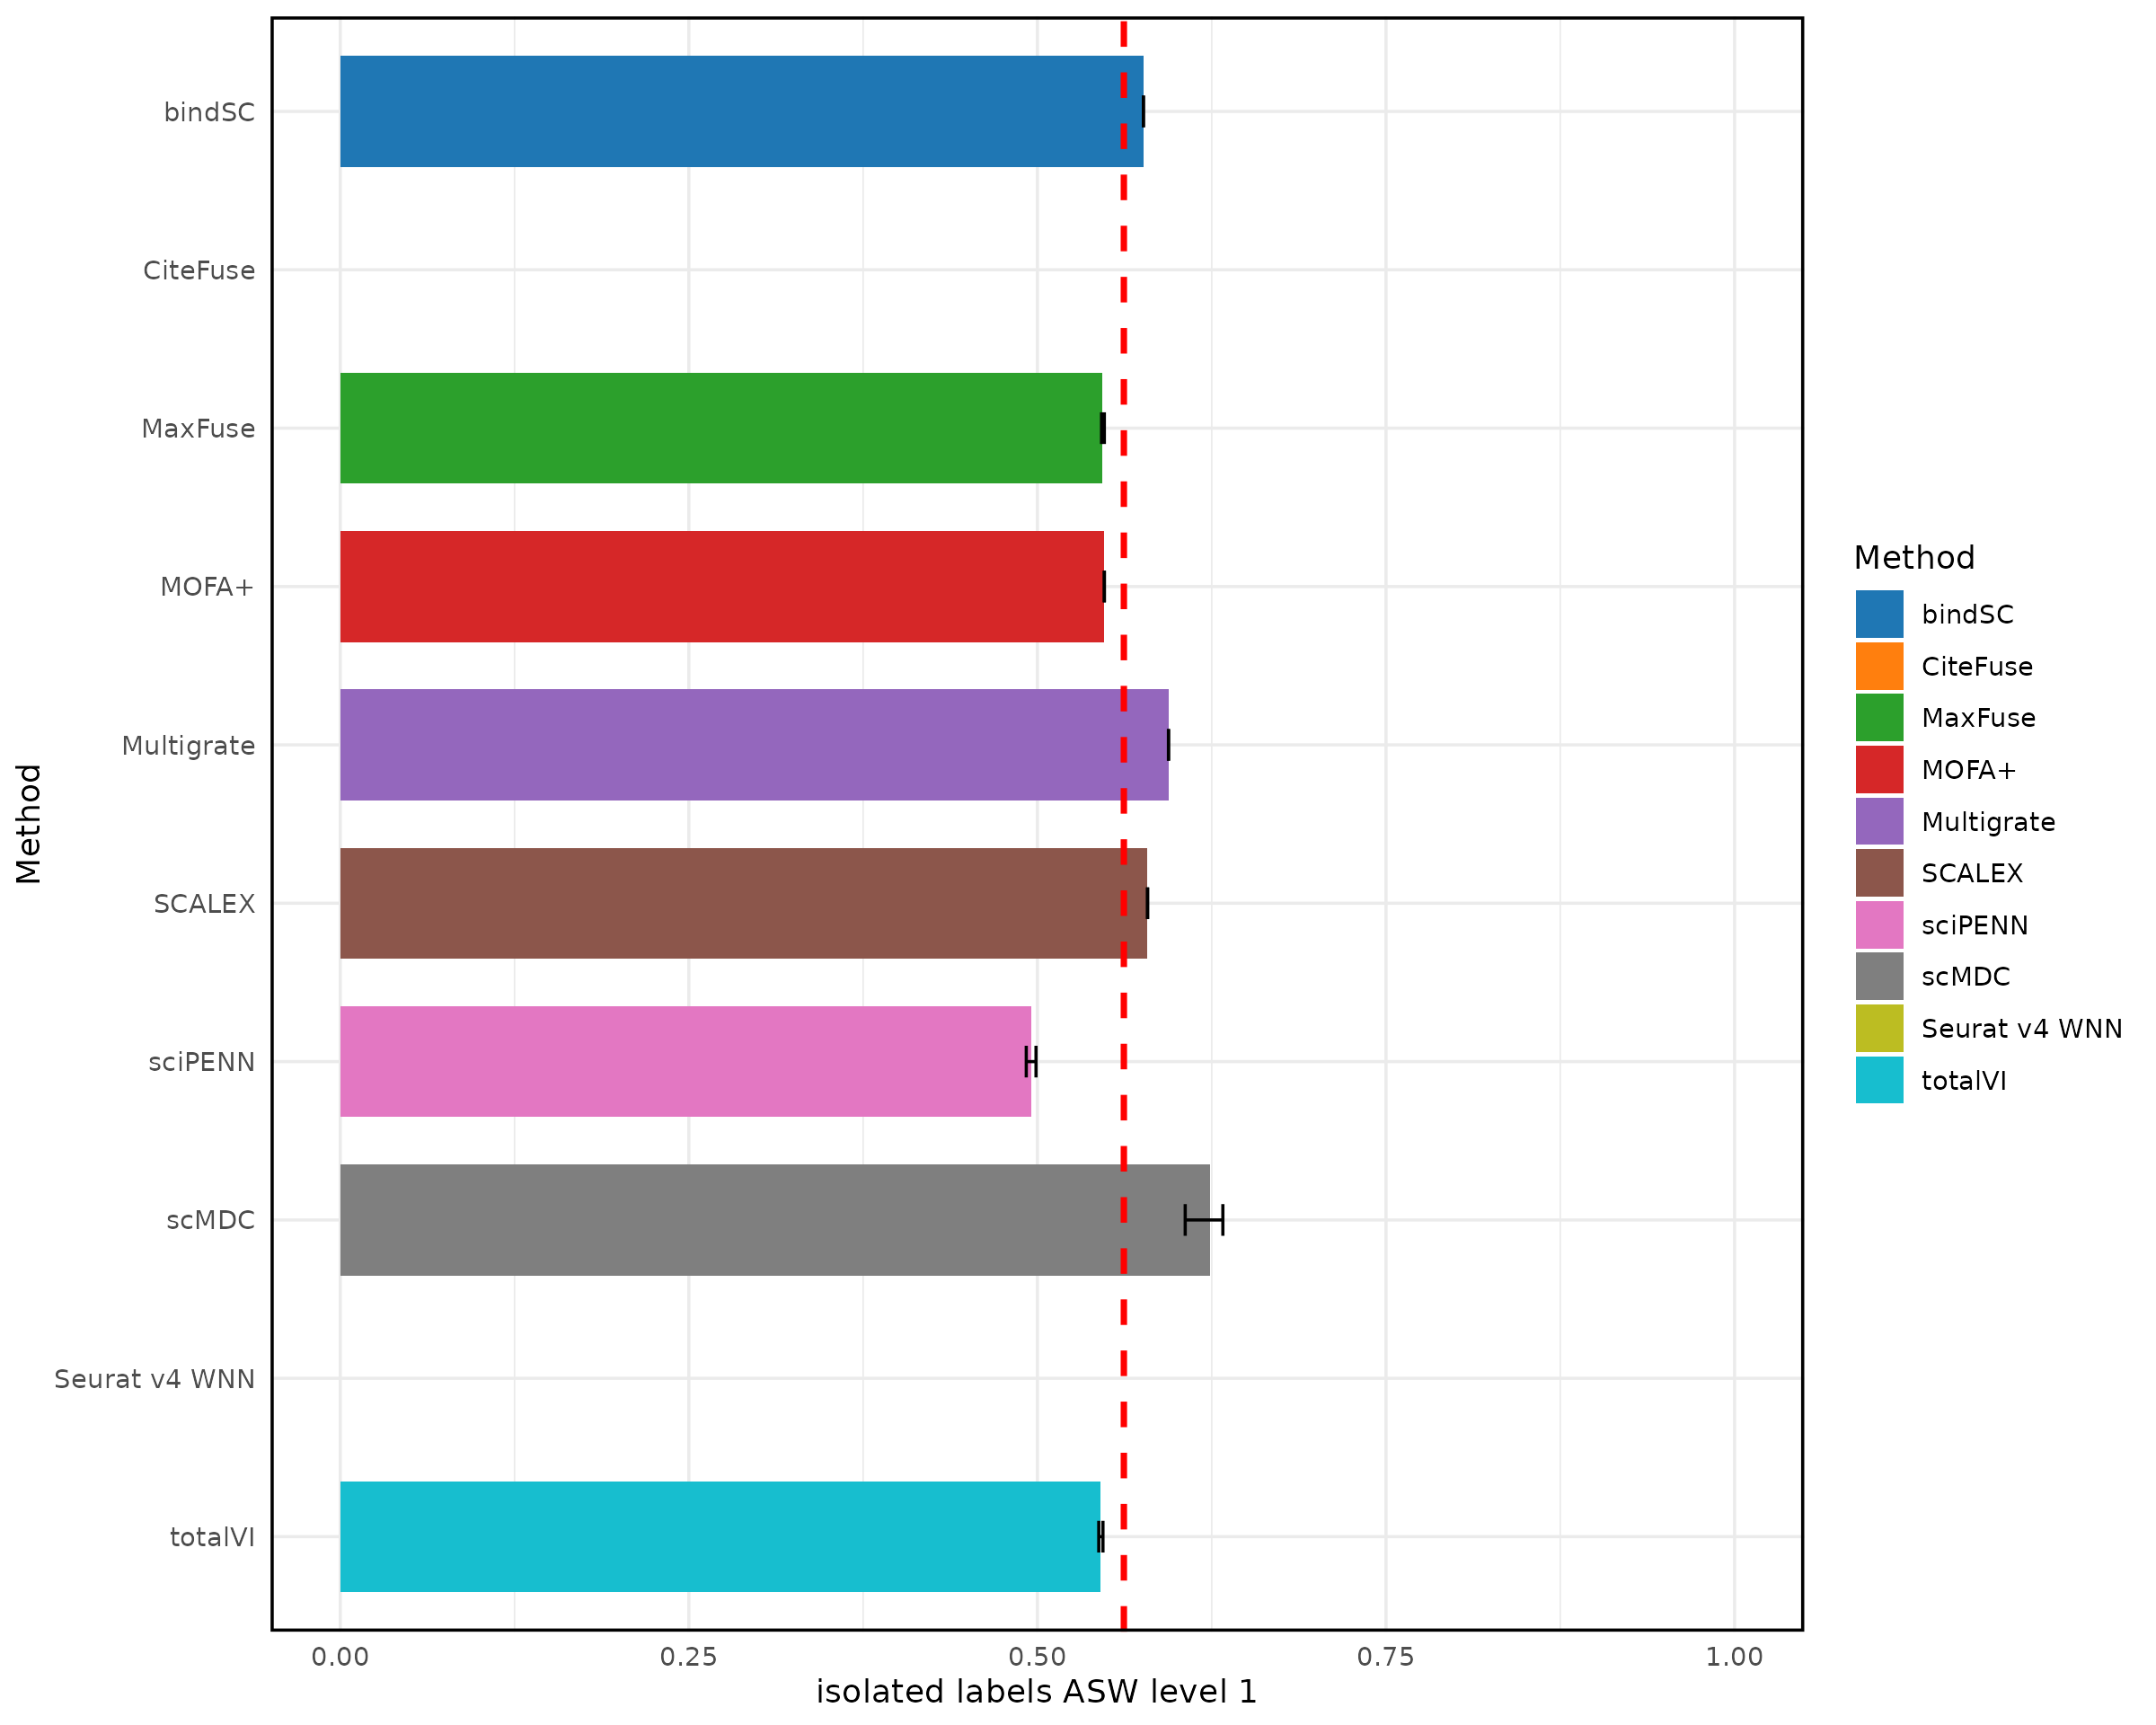 bindSC
CiteFuse
MaxFuse
MOFA+
Multigrate
SCALEX
sciPENN
scMDC
Seurat v4 WNN
totalVI
Method
0.00 0.25 0.50 0.75 1.00
isolated labels ASW level 1
Method
bindSC
CiteFuse
MaxFuse
MOFA+
Multigrate
SCALEX
sciPENN
scMDC
Seurat v4 WNN
totalVI